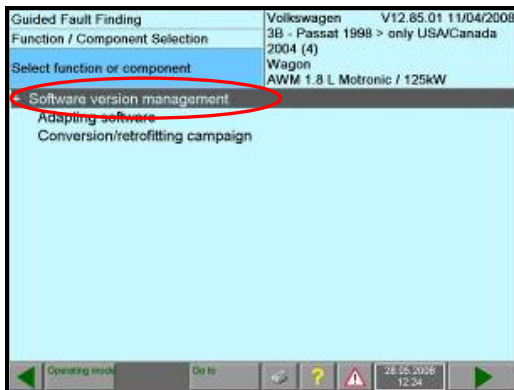 Guided Fault Finding
Function / Component Selection
Select function or component
Volkswagen V12.85.01 11/04/2008
3B - Passat 1998 > only USA/Canada
2004 (4)
Wagon
AWM 1.8 L Motronic / 125kW
+ Software version management
Adapting software
Conversion/retrofitting campaign
Operating mode
Go to
?
28.05.2008
12:24